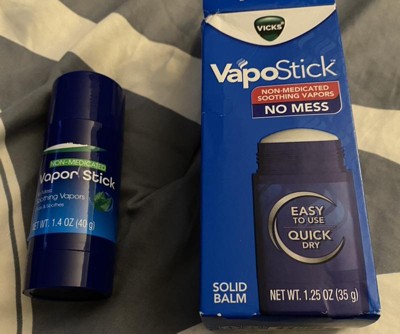 NON-MEDICATED
Vapor Stick
Soothing Vapors
NET WT. 1.4 OZ (40 g)
VICKS
VapoStick
NON-MEDICATED
SOOTHING VAPORS
NO MESS
EASY
TO USE
QUICK
DRY
SOLID
BALM
NET WT. 1.25 OZ (35 g)